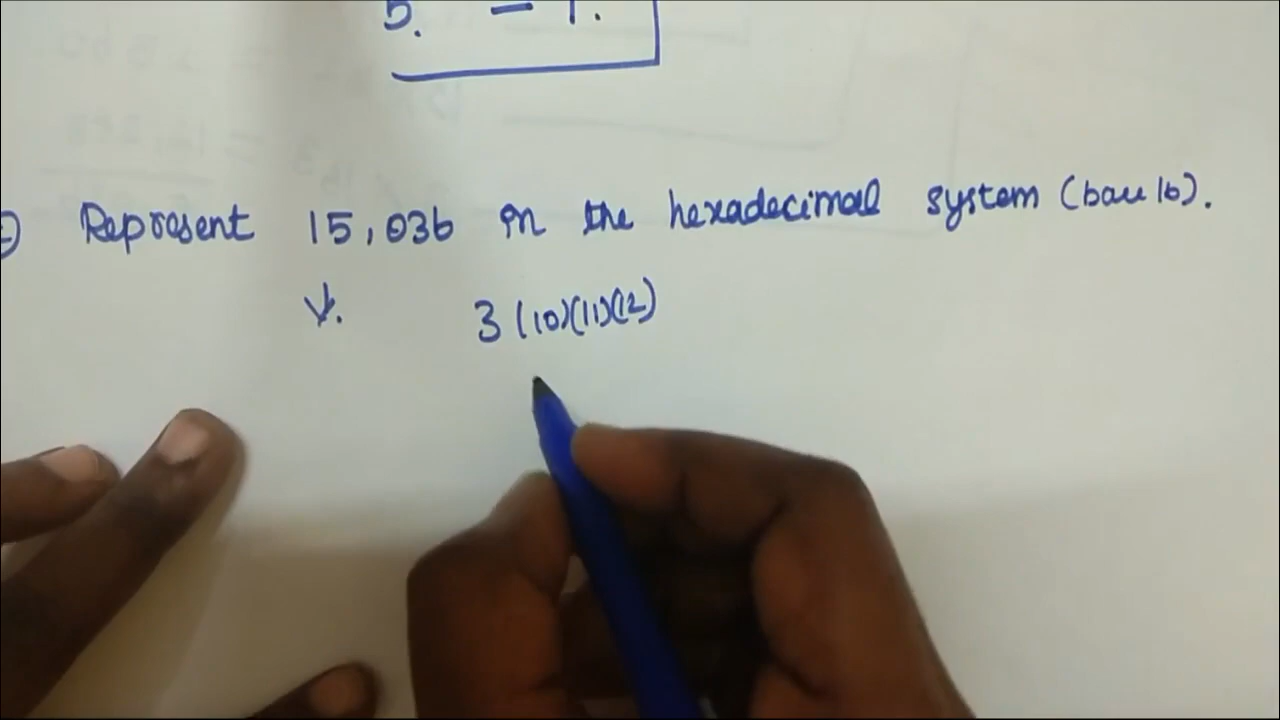 5. - 1.
Represent 15,036 in the hexadecimal system (base 16).
3 (10)(11)(12)